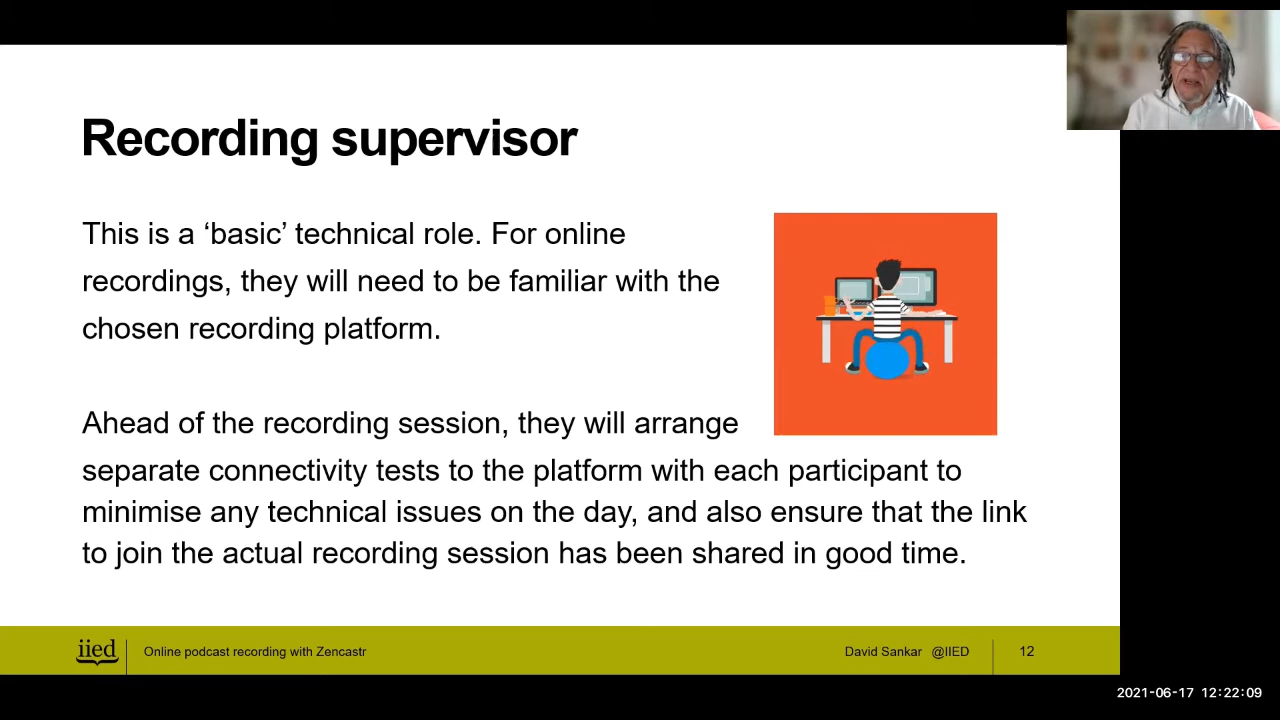 Recording supervisor
This is a ‘basic’ technical role. For online
recordings, they will need to be familiar with the
chosen recording platform.
Ahead of the recording session, they will arrange
separate connectivity tests to the platform with each participant to
minimise any technical issues on the day, and also ensure that the link
to join the actual recording session has been shared in good time.
iied
Online podcast recording with Zencastr
David Sankar @IIED
12
2021-06-17 12:22:09